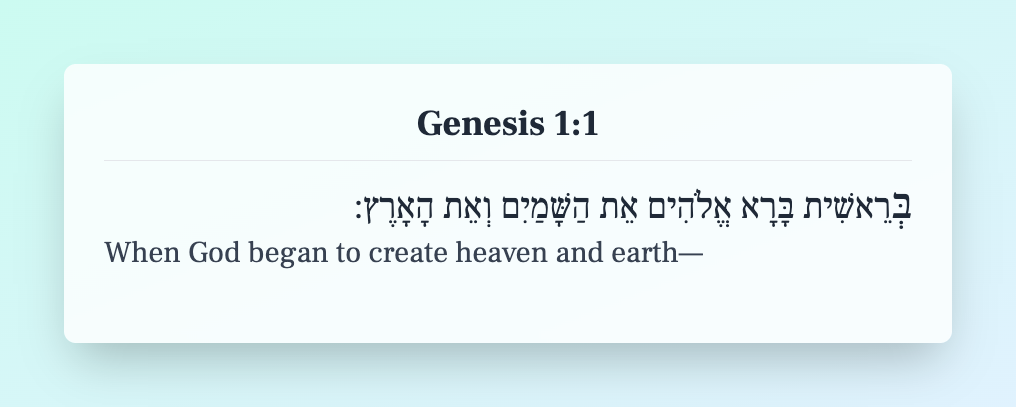 Genesis 1:1
בְּרֵאשִׁית בָּרָא אֱלֹהִים אֵת הַשָּׁמַיִם וְאֵת הָאָרֶץ:
When God began to create heaven and earth—